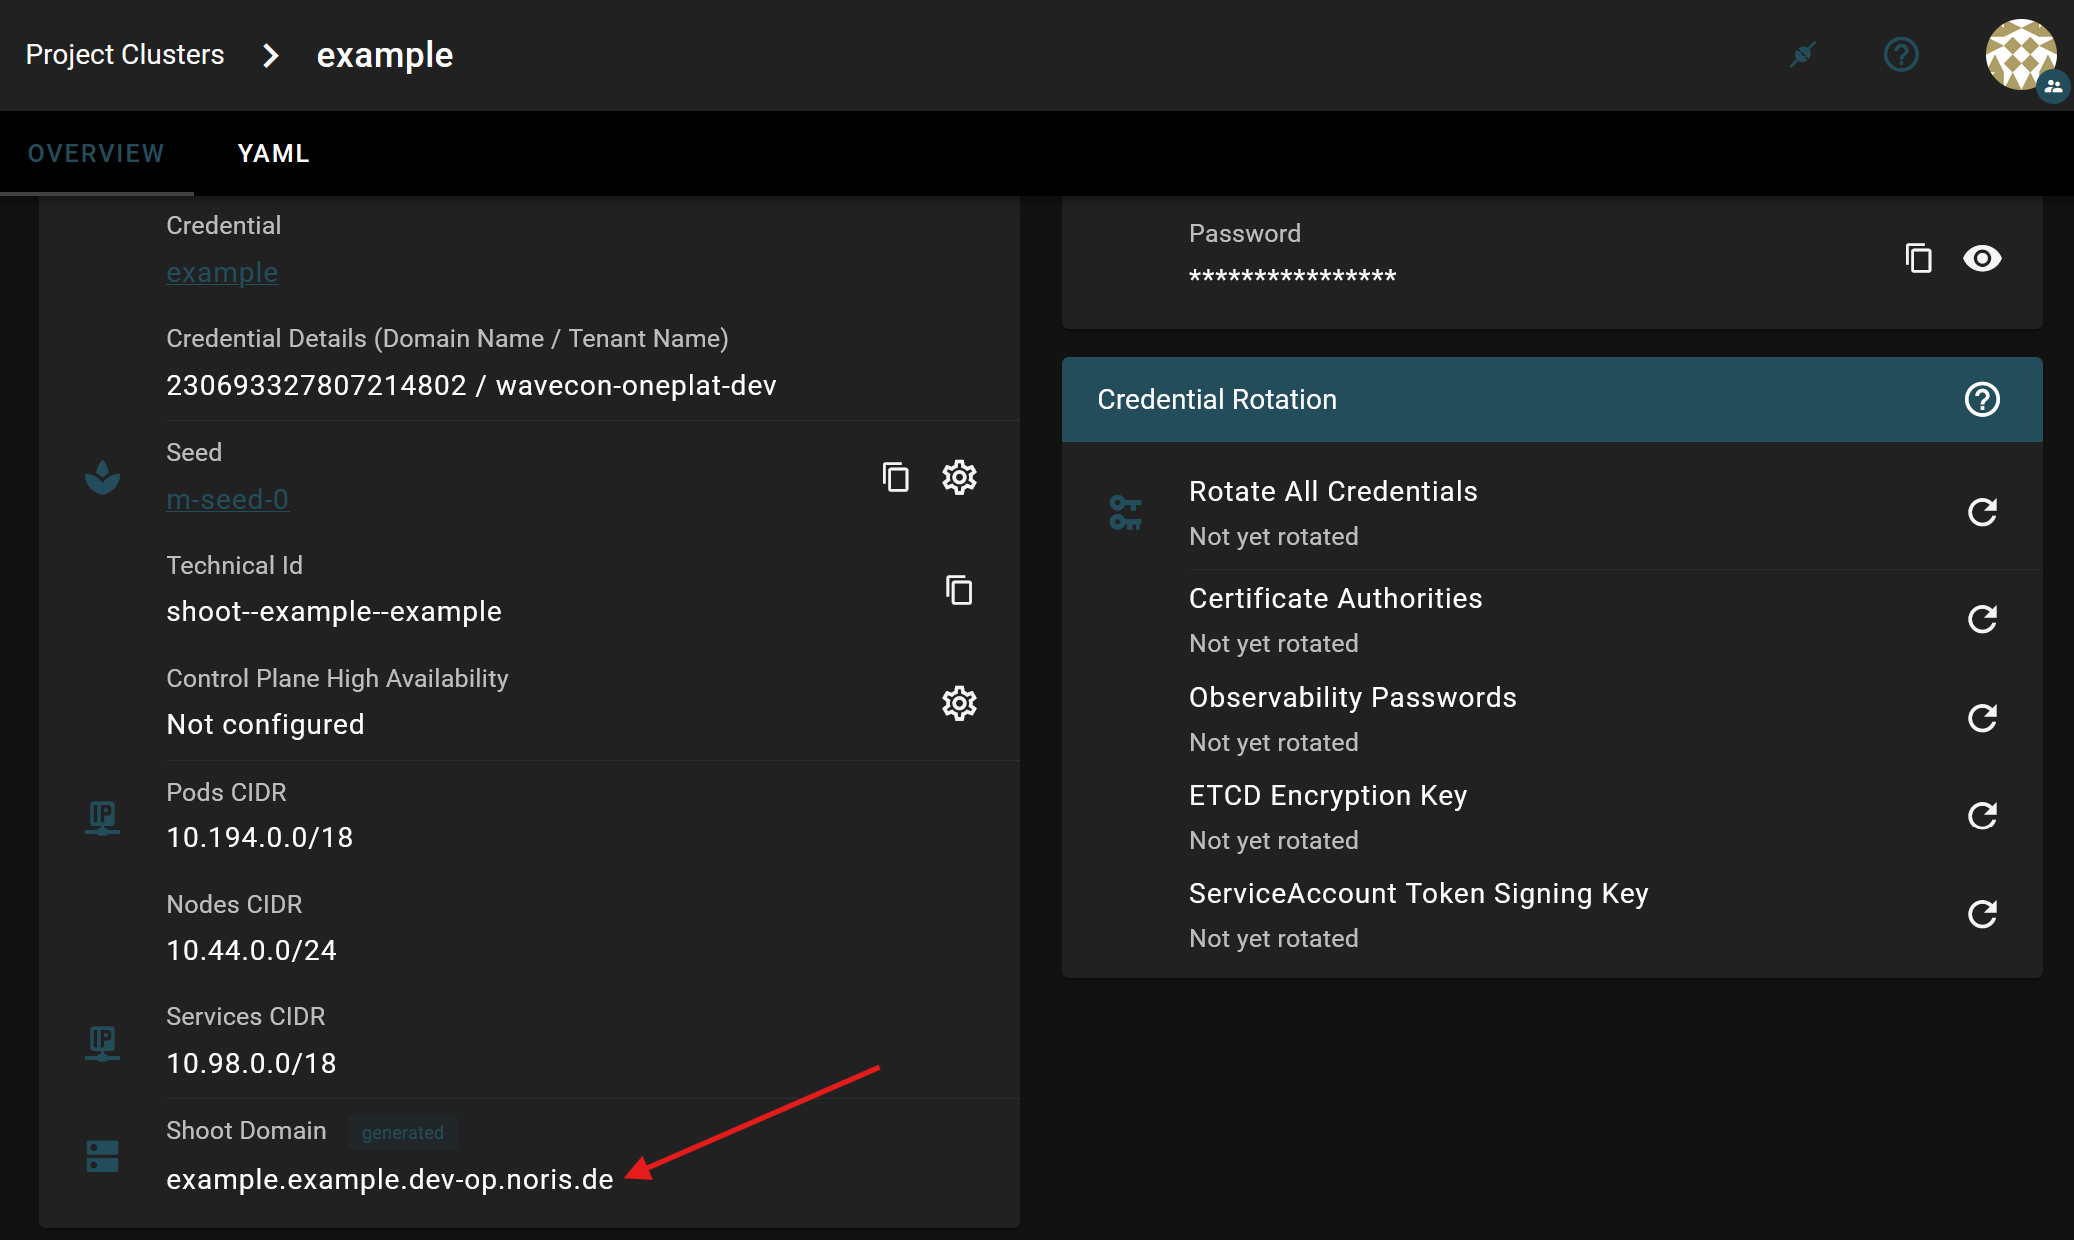 Project Clusters
example
OVERVIEW
YAML
Credential
example
Credential Details (Domain Name / Tenant Name)
230693327807214802 / wavecon-oneplat-dev
Seed
m-seed-0
Technical Id
shoot--example--example
Control Plane High Availability
Not configured
Pods CIDR
10.194.0.0/18
Nodes CIDR
10.44.0.0/24
Services CIDR
10.98.0.0/18
Shoot Domain generated
example.example.dev-op.noris.de
Password
****************
Credential Rotation
Rotate All Credentials
Not yet rotated
Certificate Authorities
Not yet rotated
Observability Passwords
Not yet rotated
ETCD Encryption Key
Not yet rotated
ServiceAccount Token Signing Key
Not yet rotated